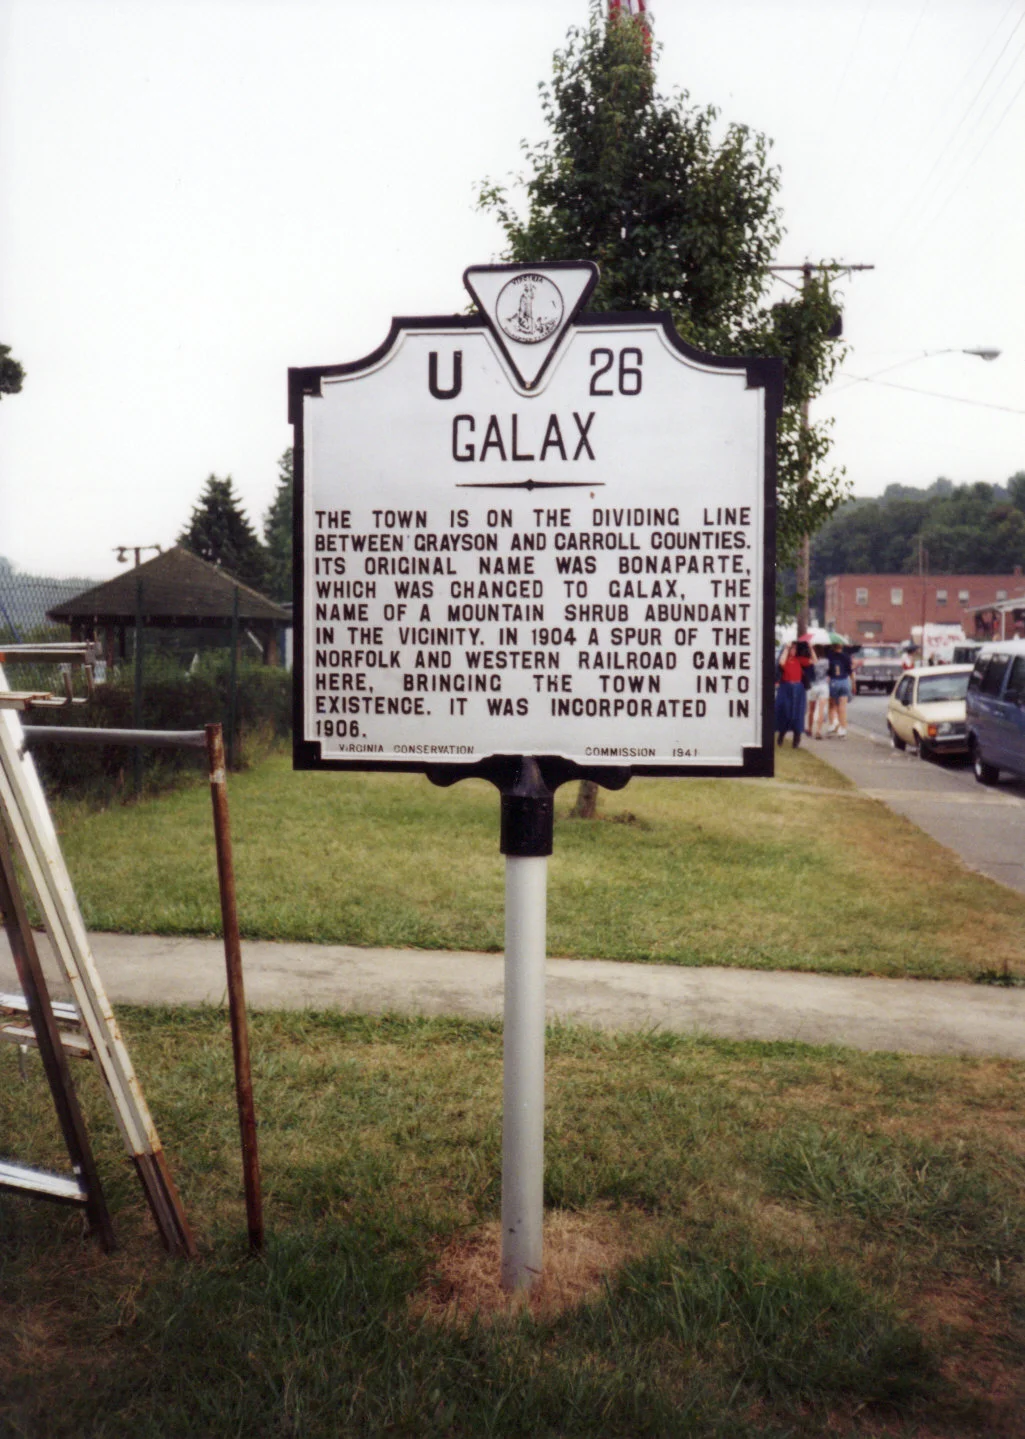 VIRGINIA
U 26
GALAX
THE TOWN IS ON THE DIVIDING LINE
BETWEEN GRAYSON AND CARROLL COUNTIES.
ITS ORIGINAL NAME WAS BONAPARTE,
WHICH WAS CHANGED TO GALAX, THE
NAME OF A MOUNTAIN SHRUB ABUNDANT
IN THE VICINITY. IN 1904 A SPUR OF THE
NORFOLK AND WESTERN RAILROAD CAME
HERE, BRINGING THE TOWN INTO
EXISTENCE. IT WAS INCORPORATED IN
1906.
VIRGINIA CONSERVATION COMMISSION 1941